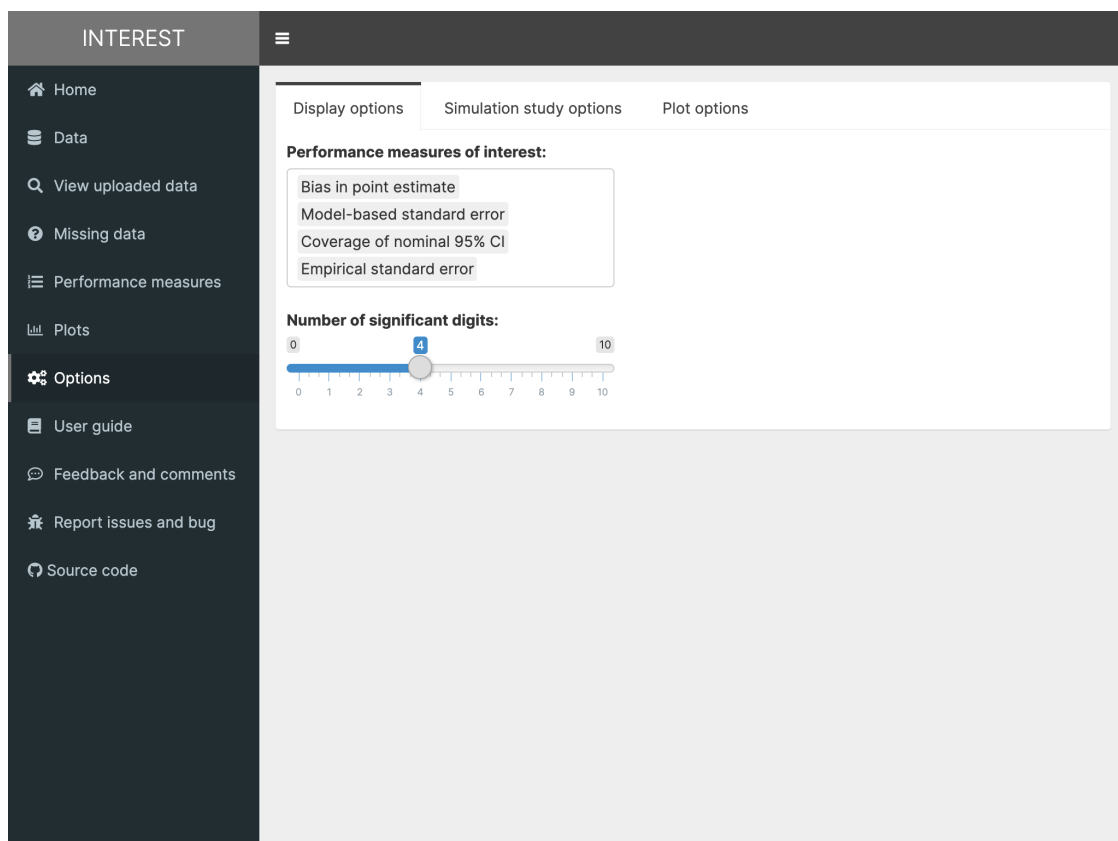 INTEREST
Home
Data
View uploaded data
Missing data
Performance measures
Plots
Options
User guide
Feedback and comments
Report issues and bug
Source code
Display options Simulation study options Plot options
Performance measures of interest:
Bias in point estimate
Model-based standard error
Coverage of nominal 95% CI
Empirical standard error
Number of significant digits:
0 4 10
0 1 2 3 4 5 6 7 8 9 10